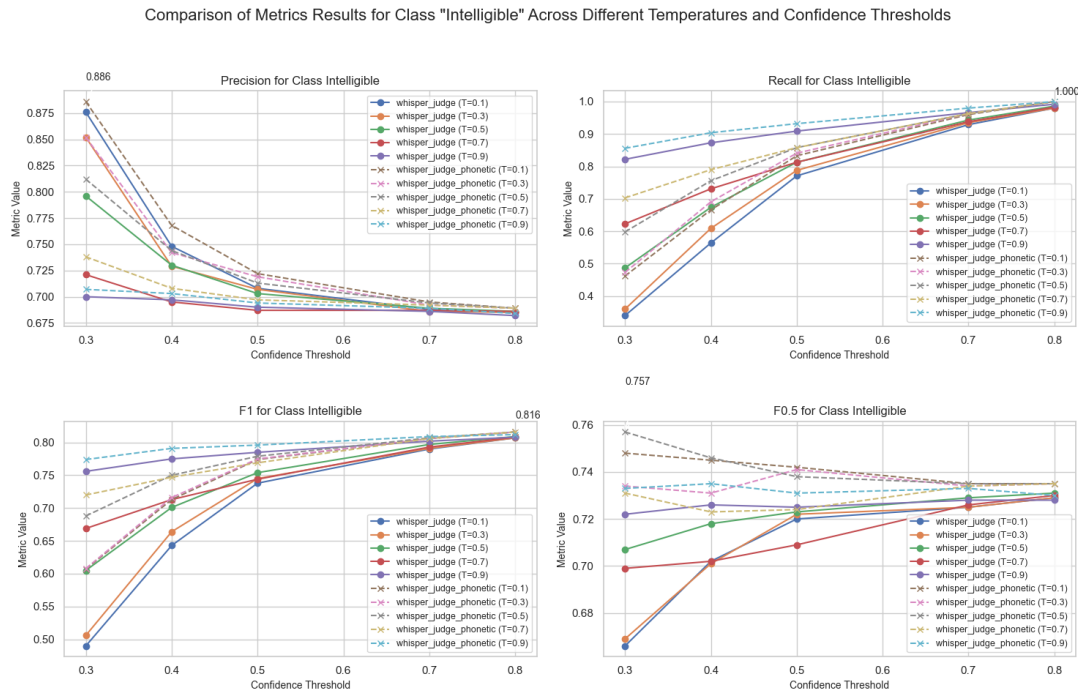 Comparison of Metrics Results for Class "Intelligible" Across Different Temperatures and Confidence Thresholds
0.886
Precision for Class Intelligible
Metric Value
0.875
0.850
0.825
0.800
0.775
0.750
0.725
0.700
0.675
whisper_judge (T=0.1)
whisper_judge (T=0.3)
whisper_judge (T=0.5)
whisper_judge (T=0.7)
whisper_judge (T=0.9)
whisper_judge_phonetic (T=0.1)
whisper_judge_phonetic (T=0.3)
whisper_judge_phonetic (T=0.5)
whisper_judge_phonetic (T=0.7)
whisper_judge_phonetic (T=0.9)
0.3 0.4 0.5 0.6 0.7 0.8
Confidence Threshold
Recall for Class Intelligible
1.000
Metric Value
1.0
0.9
0.8
0.7
0.6
0.5
0.4
whisper_judge (T=0.1)
whisper_judge (T=0.3)
whisper_judge (T=0.5)
whisper_judge (T=0.7)
whisper_judge (T=0.9)
whisper_judge_phonetic (T=0.1)
whisper_judge_phonetic (T=0.3)
whisper_judge_phonetic (T=0.5)
whisper_judge_phonetic (T=0.7)
whisper_judge_phonetic (T=0.9)
0.3 0.4 0.5 0.6 0.7 0.8
Confidence Threshold
F1 for Class Intelligible
0.816
Metric Value
0.80
0.75
0.70
0.65
0.60
0.55
0.50
whisper_judge (T=0.1)
whisper_judge (T=0.3)
whisper_judge (T=0.5)
whisper_judge (T=0.7)
whisper_judge (T=0.9)
whisper_judge_phonetic (T=0.1)
whisper_judge_phonetic (T=0.3)
whisper_judge_phonetic (T=0.5)
whisper_judge_phonetic (T=0.7)
whisper_judge_phonetic (T=0.9)
0.3 0.4 0.5 0.6 0.7 0.8
Confidence Threshold
0.757
F0.5 for Class Intelligible
Metric Value
0.76
0.74
0.72
0.70
0.68
whisper_judge (T=0.1)
whisper_judge (T=0.3)
whisper_judge (T=0.5)
whisper_judge (T=0.7)
whisper_judge (T=0.9)
whisper_judge_phonetic (T=0.1)
whisper_judge_phonetic (T=0.3)
whisper_judge_phonetic (T=0.5)
whisper_judge_phonetic (T=0.7)
whisper_judge_phonetic (T=0.9)
0.3 0.4 0.5 0.6 0.7 0.8
Confidence Threshold